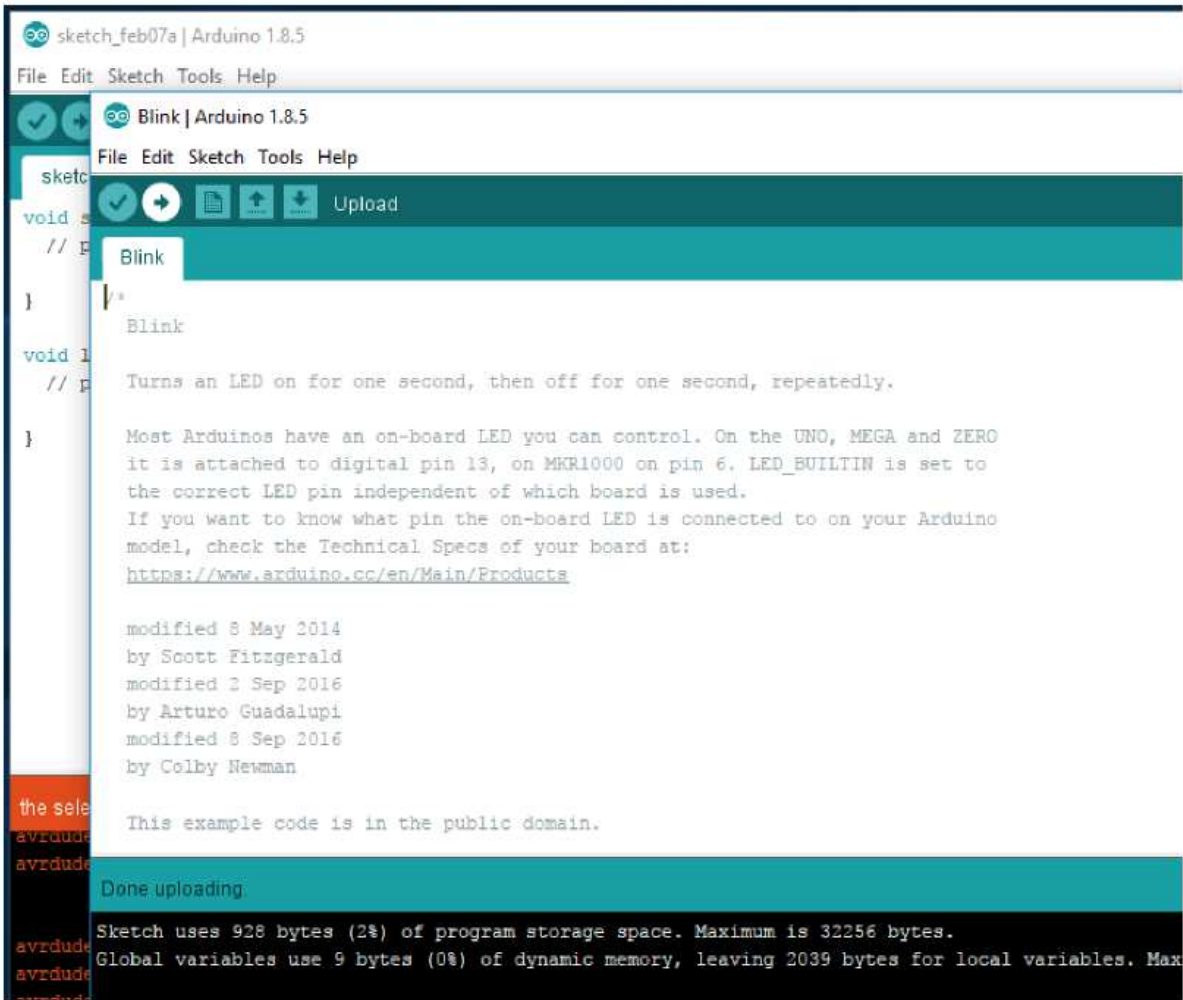 sketch_feb07a | Arduino 1.8.5
File Edit Sketch Tools Help
Blink | Arduino 1.8.5
File Edit Sketch Tools Help
Upload
sketc
Blink
void s
// p
}
void l
// p
}
/*
Blink
Turns an LED on for one second, then off for one second, repeatedly.
Most Arduinos have an on-board LED you can control. On the UNO, MEGA and ZERO
it is attached to digital pin 13, on MKR1000 on pin 6. LED_BUILTIN is set to
the correct LED pin independent of which board is used.
If you want to know what pin the on-board LED is connected to on your Arduino
model, check the Technical Specs of your board at:
https://www.arduino.cc/en/Main/Products
modified 8 May 2014
by Scott Fitzgerald
modified 2 Sep 2016
by Arturo Guadalupi
modified 8 Sep 2016
by Colby Newman
This example code is in the public domain.
the sele
avrdude
avrdude
Done uploading.
Sketch uses 928 bytes (2%) of program storage space. Maximum is 32256 bytes.
Global variables use 9 bytes (0%) of dynamic memory, leaving 2039 bytes for local variables. Max
avrdude
avrdude